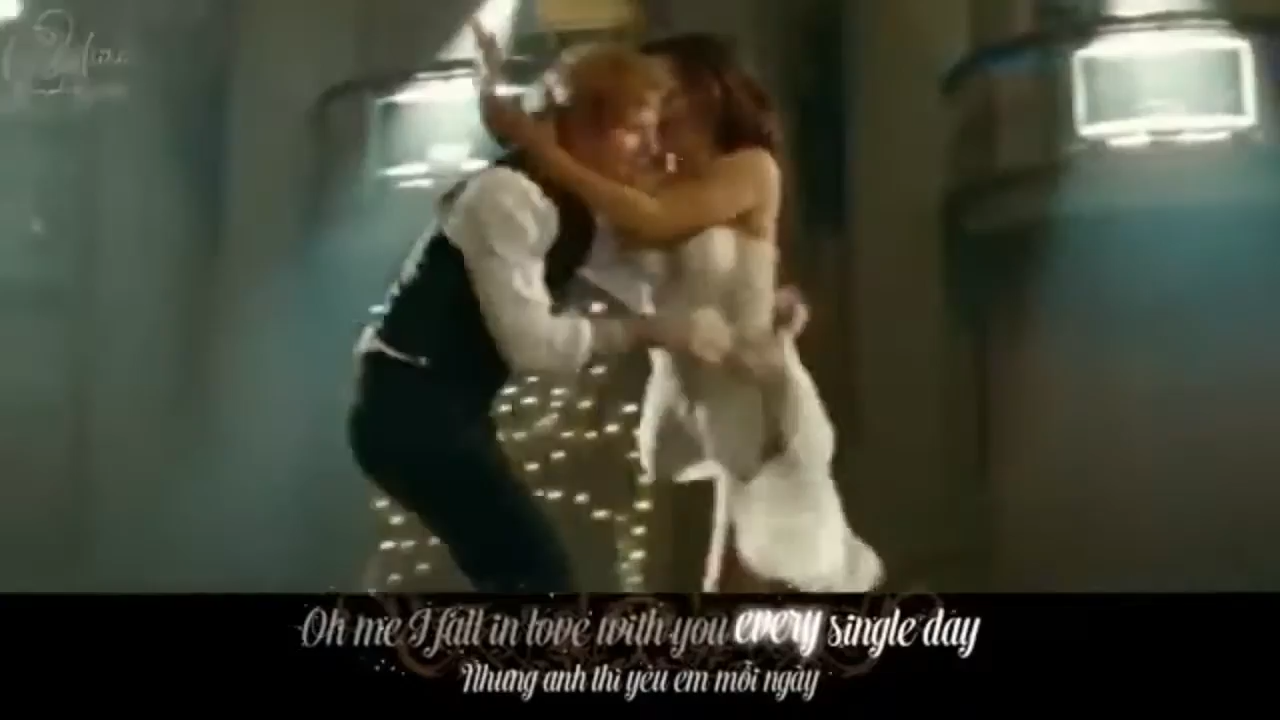 Oh me I fall in love with you every single day
Nhưng anh thì yêu em mỗi ngày